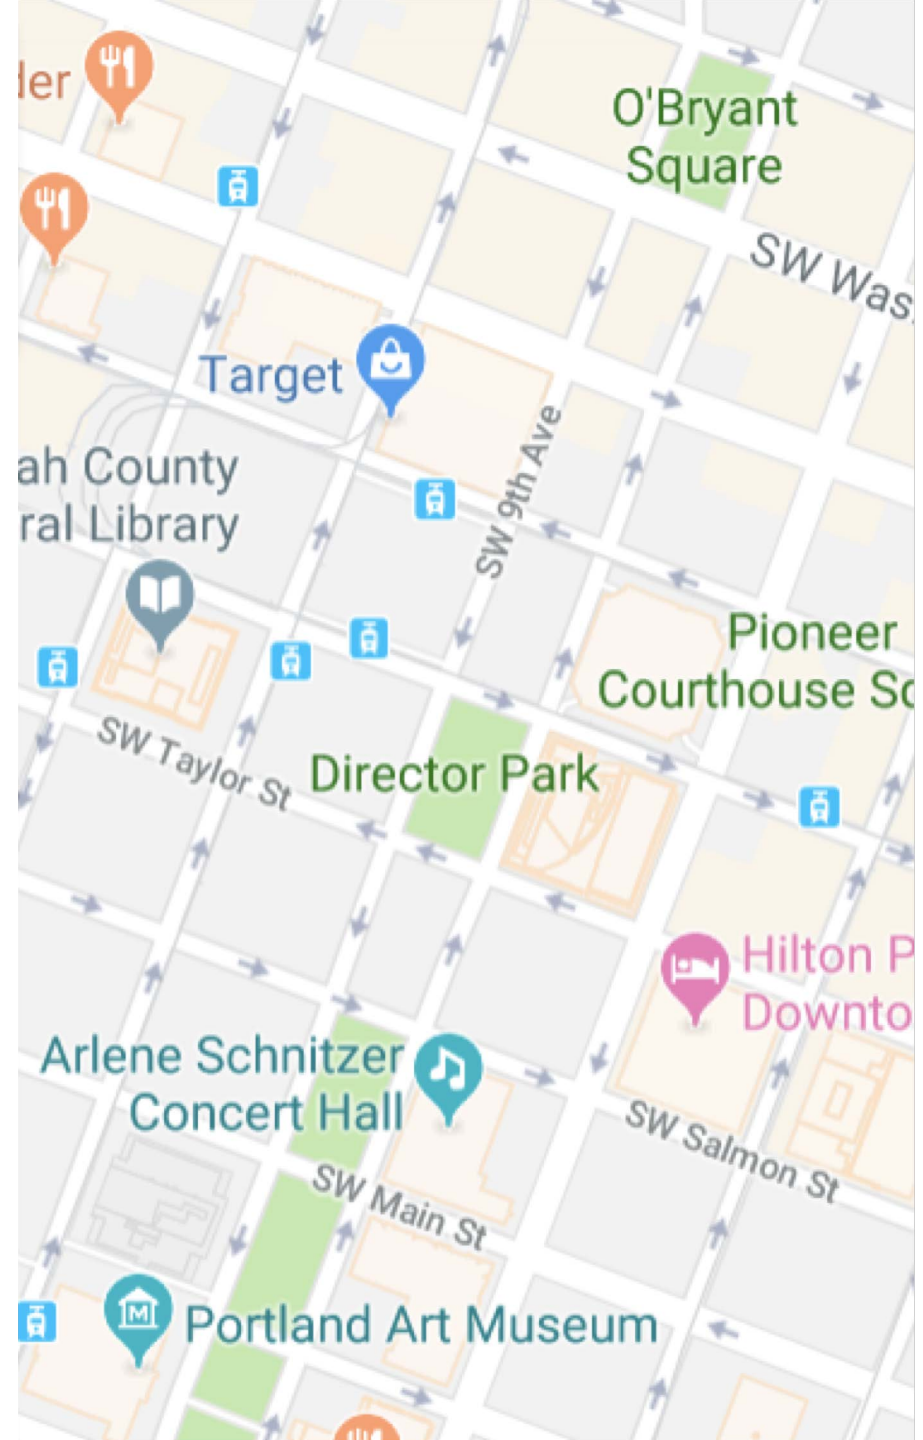 der
O'Bryant
Square
SW Was
Target
SW 9th Ave
ah County
ral Library
Pioneer
Courthouse Sq
SW Taylor St
Director Park
Hilton P
Downto
Arlene Schnitzer
Concert Hall
SW Salmon St
SW Main St
M
Portland Art Museum